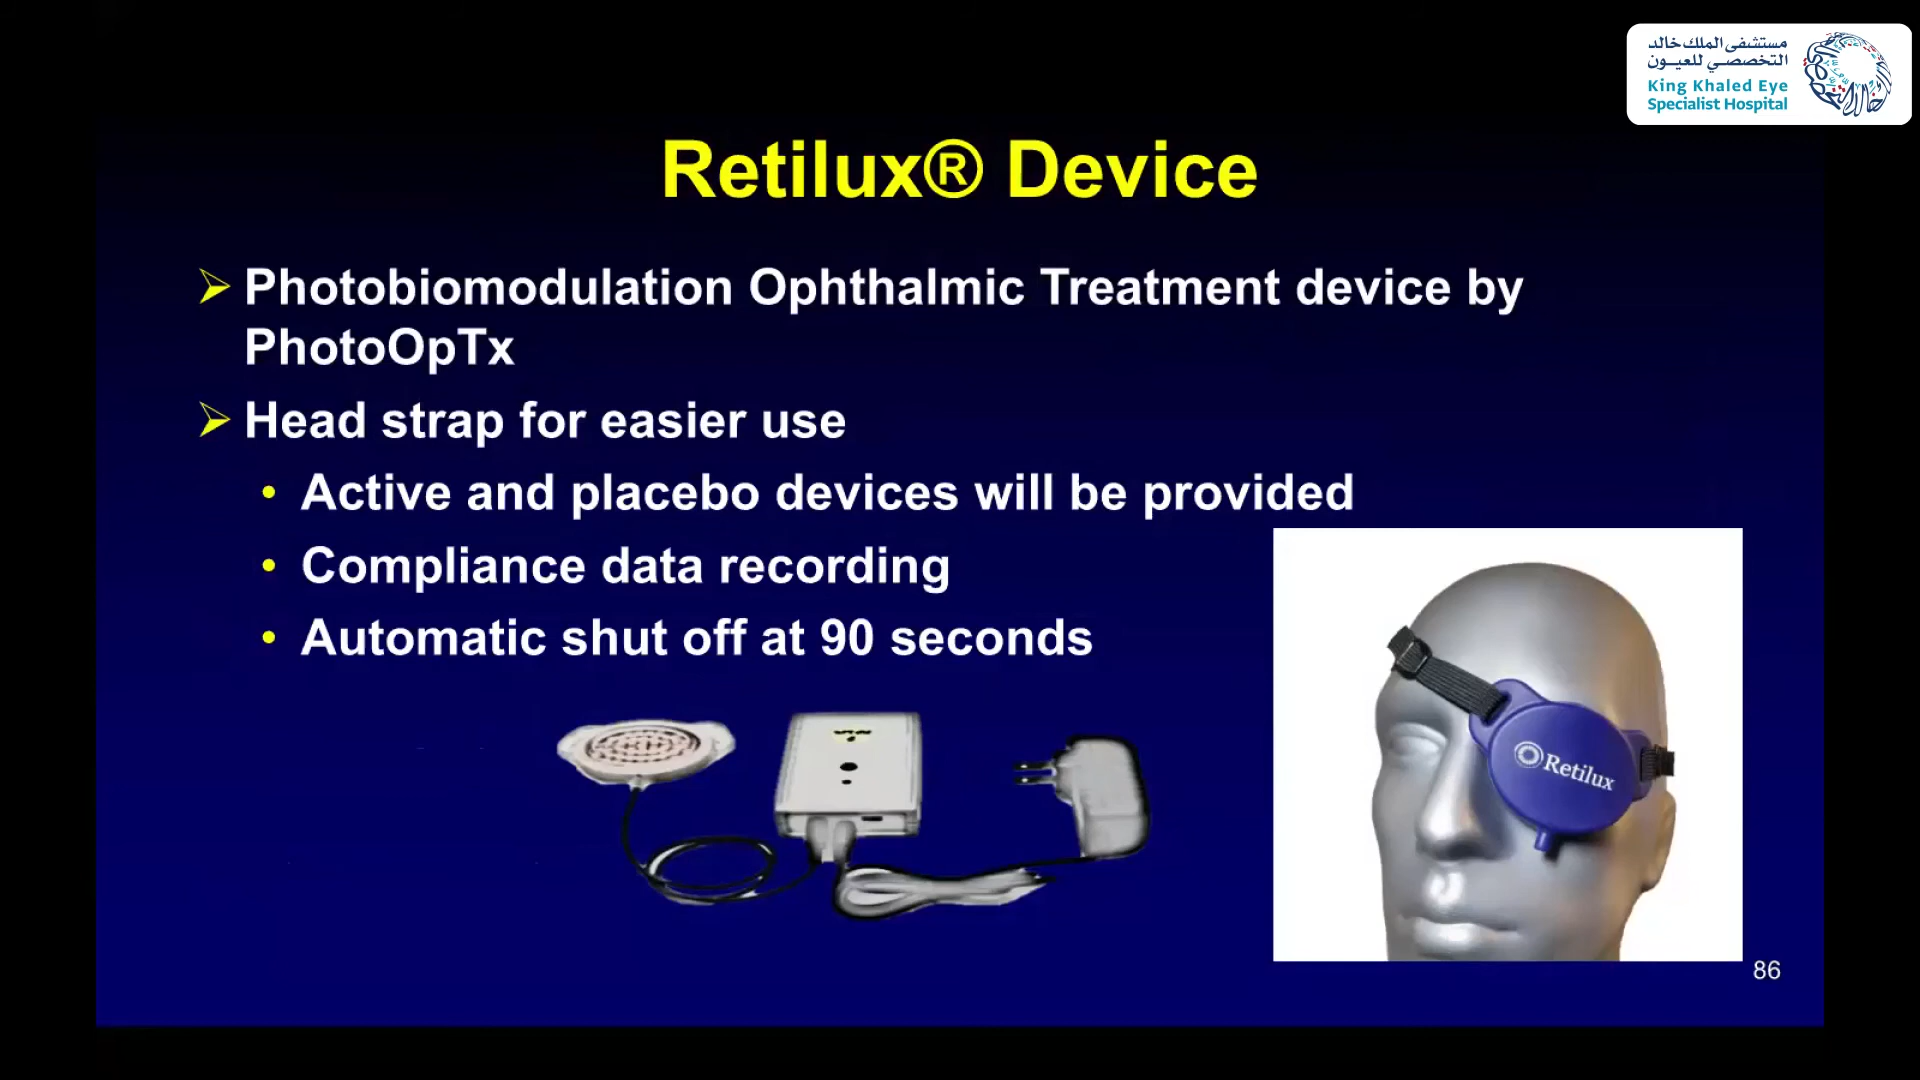 مستشفى الملك خالد
التخصصي للعيون
King Khaled Eye
Specialist Hospital
Retilux® Device
Photobiomodulation Ophthalmic Treatment device by
PhotoOpTx
Head strap for easier use
• Active and placebo devices will be provided
• Compliance data recording
• Automatic shut off at 90 seconds
Retilux
86